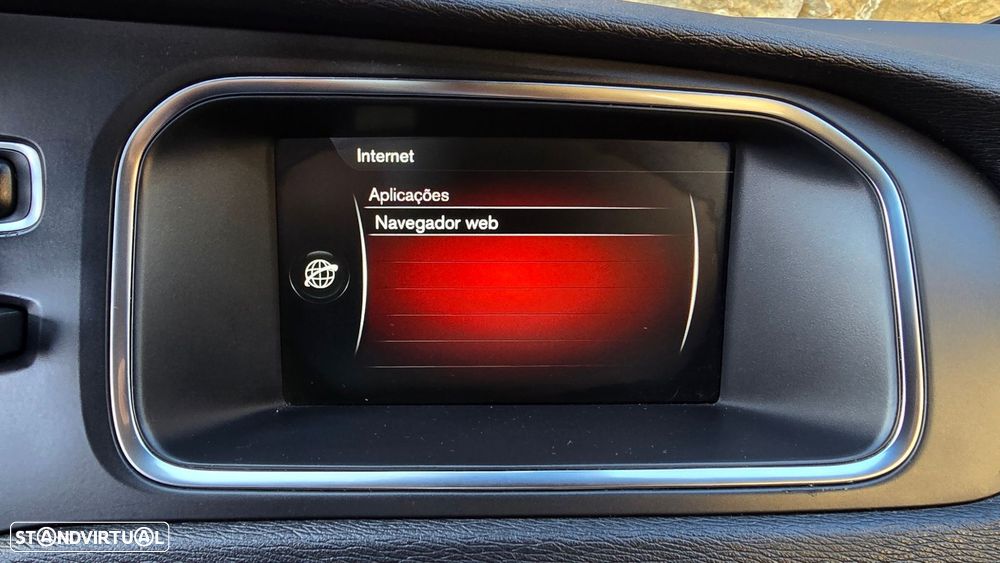 Internet
Aplicações
Navegador web
STANDVIRTUAL